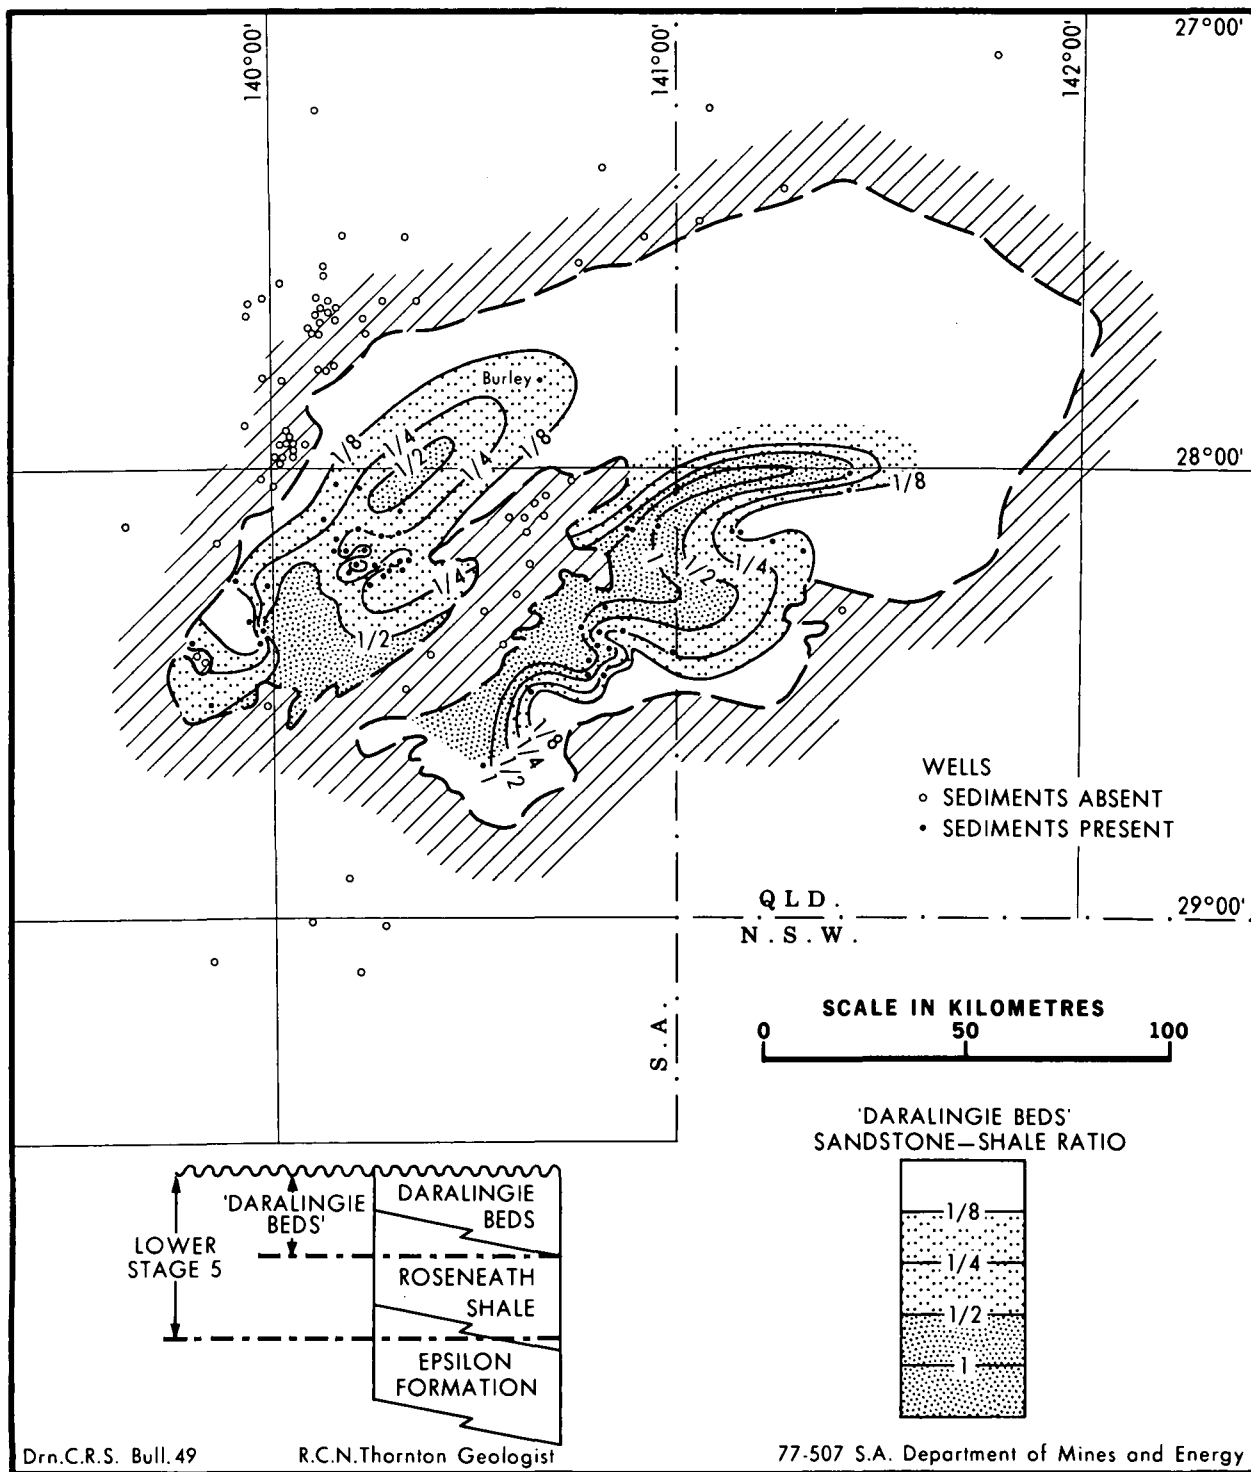 140°00'
141°00'
142°00'
27°00'
Burley
1/8
1/4
1/2
1/4
1/8
28°00'
1/8
1/4
1/2
1
1/2
1/4
1/8
1/4
1/2
1
WELLS
○ SEDIMENTS ABSENT
• SEDIMENTS PRESENT
QLD.
29°00'
N.S.W.
S.A.
SCALE IN KILOMETRES
0 50 100
'DARALINGIE BEDS'
SANDSTONE—SHALE RATIO
1/8
1/4
1/2
1
'DARALINGIE
BEDS'
DARALINGIE
BEDS
LOWER
STAGE 5
ROSENEATH
SHALE
EPSILON
FORMATION
Drn.C.R.S. Bull.49
R.C.N.Thornton Geologist
77-507 S.A. Department of Mines and Energy